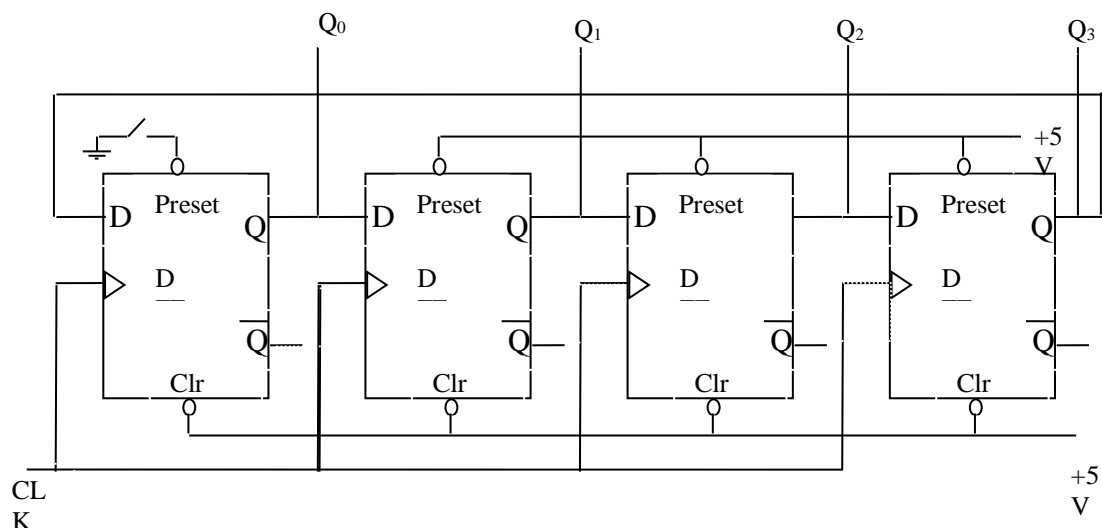 Q₀ Q₁ Q₂ Q₃
+5
V
Preset Preset Preset Preset
D Q D Q D Q D Q
D D D D
Q̅ Q̅ Q̅ Q̅
Clr Clr Clr Clr
CL
K
+5
V